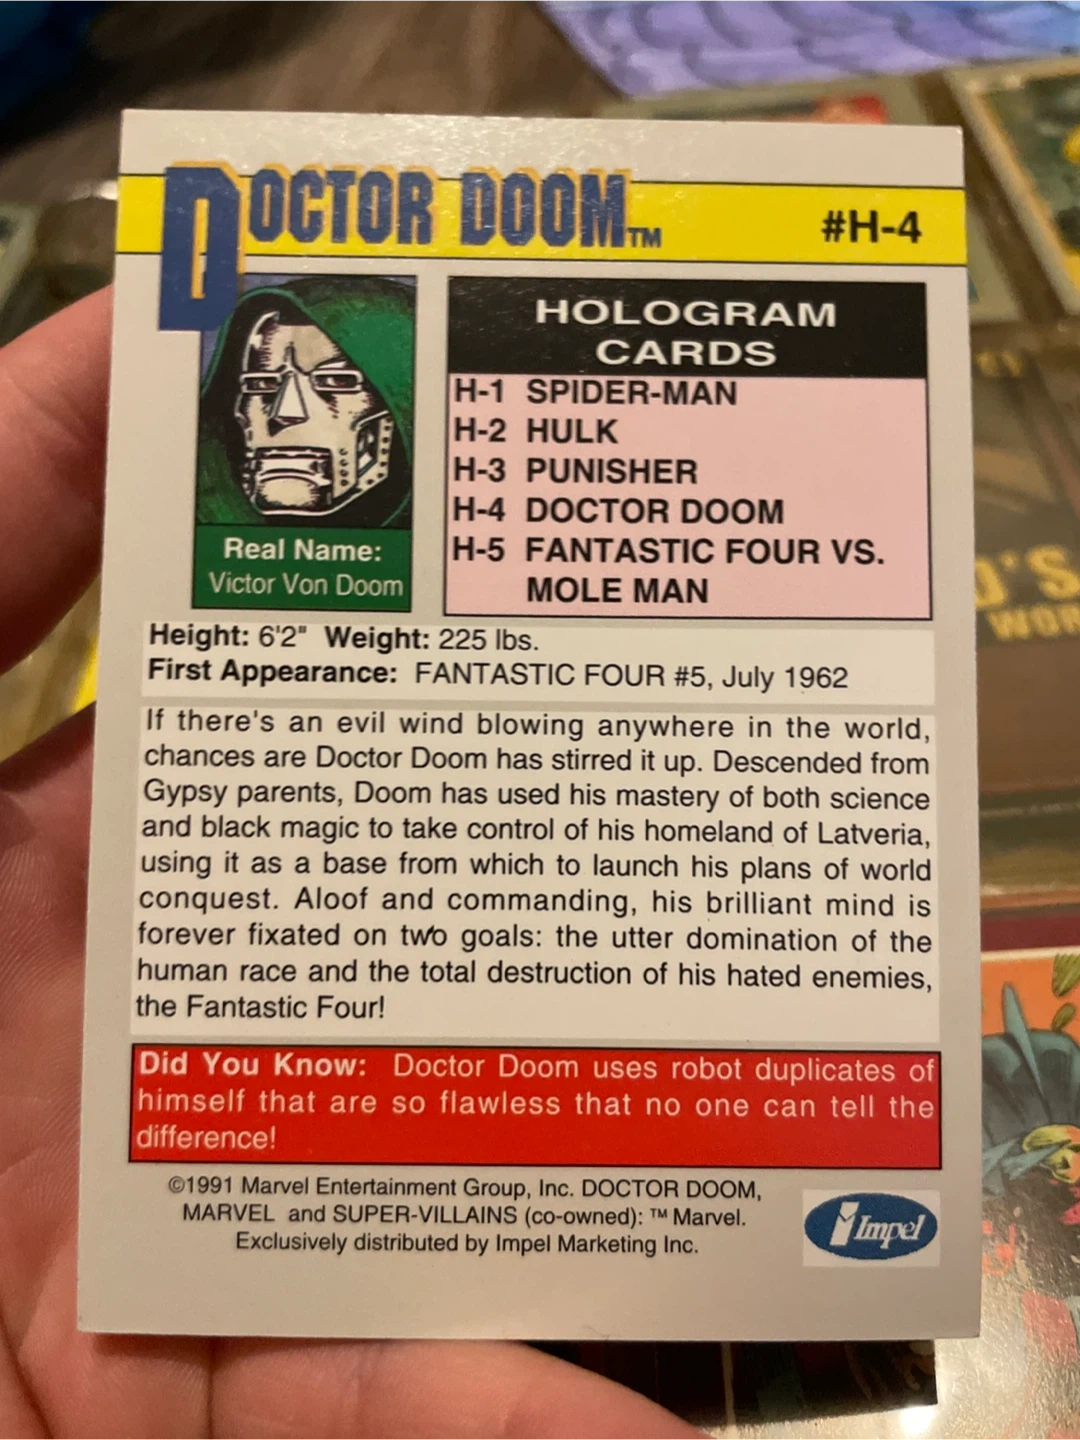 DOCTOR DOOM™
#H-4
HOLOGRAM
CARDS
H-1 SPIDER-MAN
H-2 HULK
H-3 PUNISHER
H-4 DOCTOR DOOM
H-5 FANTASTIC FOUR VS.
MOLE MAN
Real Name:
Victor Von Doom
Height: 6'2" Weight: 225 lbs.
First Appearance: FANTASTIC FOUR #5, July 1962
If there's an evil wind blowing anywhere in the world,
chances are Doctor Doom has stirred it up. Descended from
Gypsy parents, Doom has used his mastery of both science
and black magic to take control of his homeland of Latveria,
using it as a base from which to launch his plans of world
conquest. Aloof and commanding, his brilliant mind is
forever fixated on two goals: the utter domination of the
human race and the total destruction of his hated enemies,
the Fantastic Four!
Did You Know: Doctor Doom uses robot duplicates of
himself that are so flawless that no one can tell the
difference!
©1991 Marvel Entertainment Group, Inc. DOCTOR DOOM,
MARVEL and SUPER-VILLAINS (co-owned): ™ Marvel.
Exclusively distributed by Impel Marketing Inc.
Impel